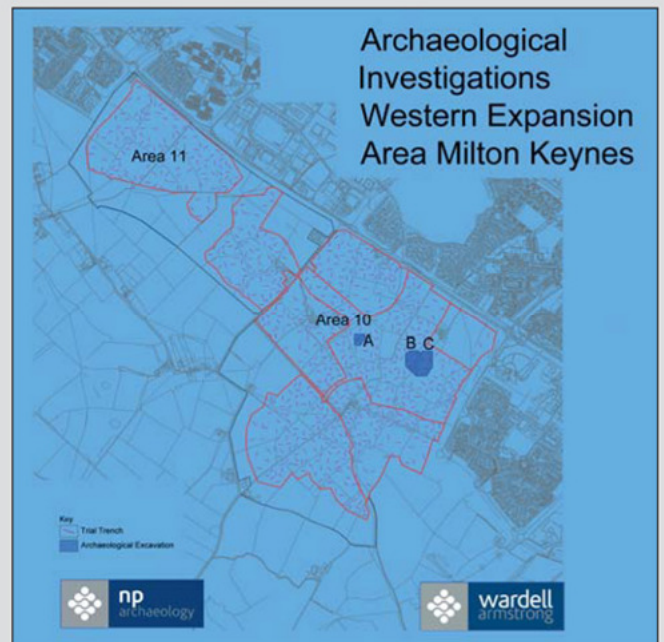 Archaeological
Investigations
Western Expansion
Area Milton Keynes
Area 11
Area 10
A
B C
Key
Trial Trench
Archaeological Excavation
np
archaeology
wardell
armstrong